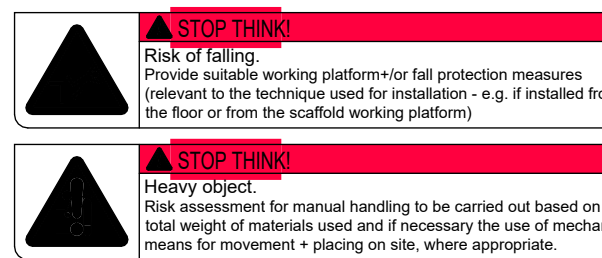 STOP THINK!
Risk of falling.
Provide suitable working platform+/or fall protection measures
(relevant to the technique used for installation - e.g. if installed fro
the floor or from the scaffold working platform)
STOP THINK!
Heavy object.
Risk assessment for manual handling to be carried out based on
total weight of materials used and if necessary the use of mechan
means for movement + placing on site, where appropriate.